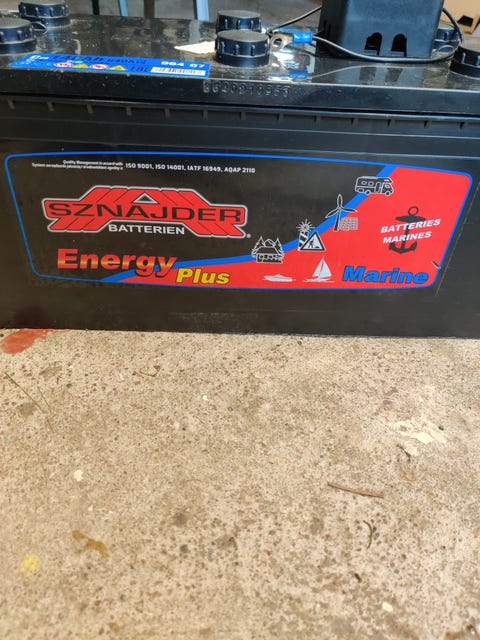 964 07
Quality Management in accord with ISO 9001, ISO 14001, IATF 16949, AQAP 2110
SZNAJDER
BATTERIEN
®
Energy Plus
BATTERIES
MARINES
Marine